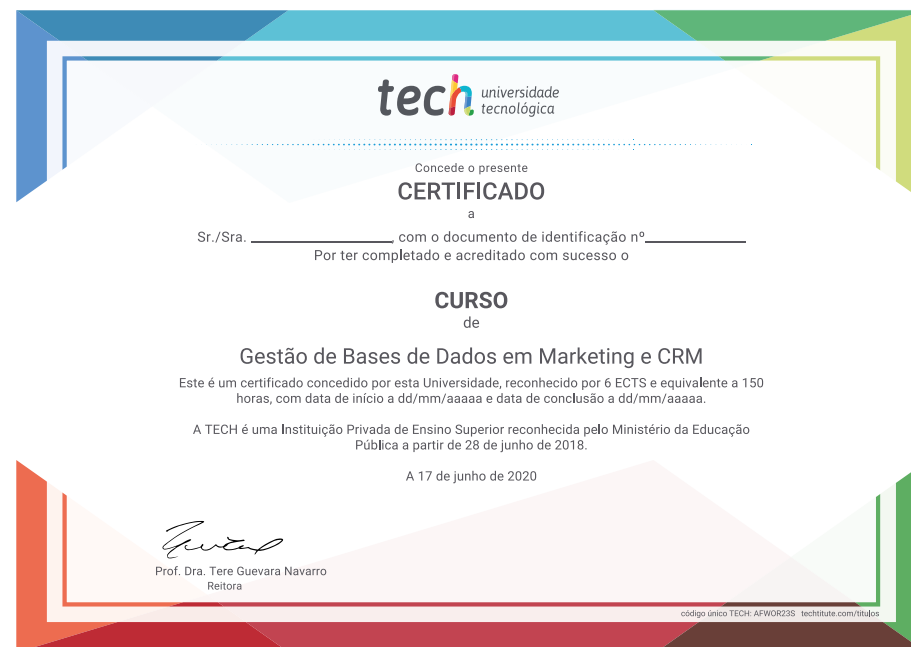 tech universidade
tecnológica
Concede o presente
CERTIFICADO
a
Sr./Sra. ____________, com o documento de identificação nº____________
Por ter completado e acreditado com sucesso o
CURSO
de
Gestão de Bases de Dados em Marketing e CRM
Este é um certificado concedido por esta Universidade, reconhecido por 6 ECTS e equivalente a 150
horas, com data de início a dd/mm/aaaaa e data de conclusão a dd/mm/aaaaa.
A TECH é uma Instituição Privada de Ensino Superior reconhecida pelo Ministério da Educação
Pública a partir de 28 de junho de 2018.
A 17 de junho de 2020
Prof. Dra. Tere Guevara Navarro
Reitora
código único TECH: AFWOR23S techtitute.com/titulos